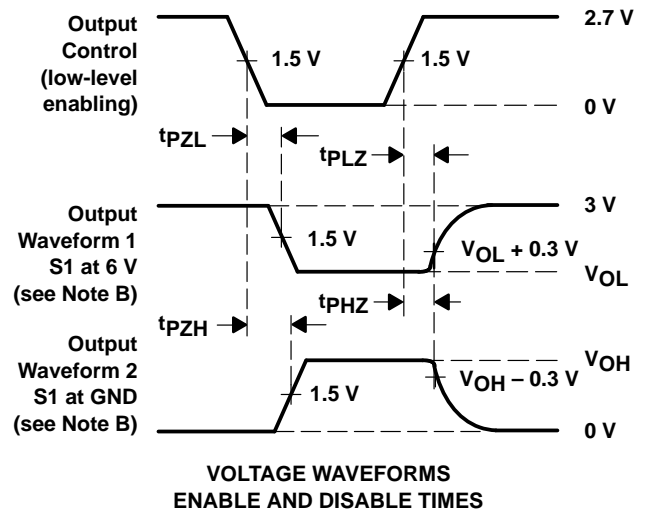 Output
Control
(low-level
enabling)
1.5 V
1.5 V
2.7 V
0 V
tPZL
tPLZ
Output
Waveform 1
S1 at 6 V
(see Note B)
1.5 V
3 V
VOL + 0.3 V
VOL
tPZH
tPHZ
Output
Waveform 2
S1 at GND
(see Note B)
1.5 V
VOH
VOH – 0.3 V
0 V
VOLTAGE WAVEFORMS
ENABLE AND DISABLE TIMES